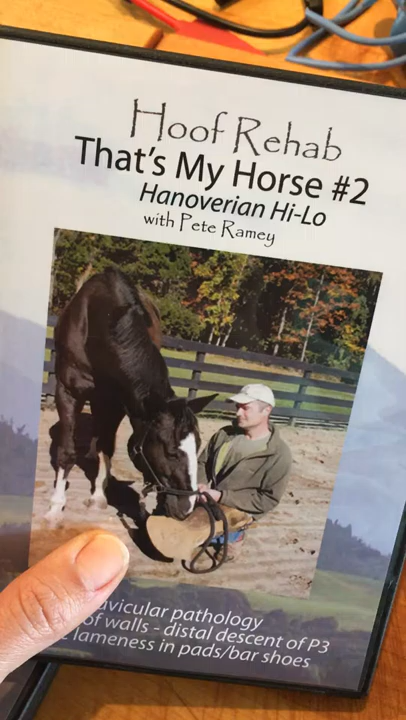 Hoof Rehab
That's My Horse #2
Hanoverian Hi-Lo
with Pete Ramey
avicular pathology
of walls - distal descent of P3
lameness in pads/bar shoes